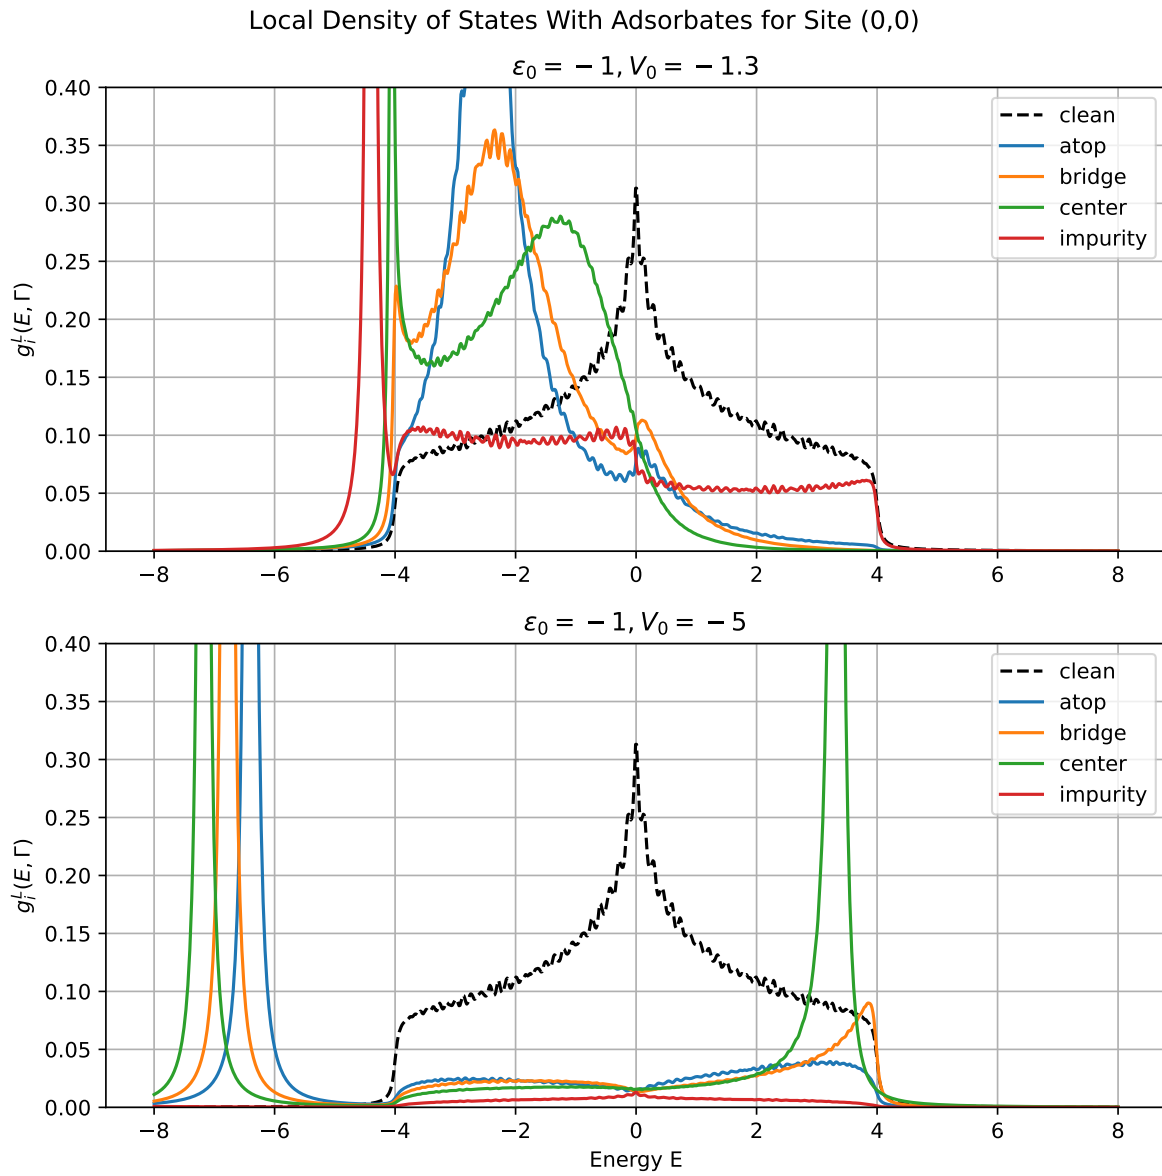 Local Density of States With Adsorbates for Site (0,0)
ε₀ = −1, V₀ = −1.3
0.40
0.35
0.30
0.25
0.20
0.15
0.10
0.05
0.00
gᵢᴸ(E, Γ)
clean
atop
bridge
center
impurity
−8 −6 −4 −2 0 2 4 6 8
ε₀ = −1, V₀ = −5
0.40
0.35
0.30
0.25
0.20
0.15
0.10
0.05
0.00
gᵢᴸ(E, Γ)
clean
atop
bridge
center
impurity
−8 −6 −4 −2 0 2 4 6 8
Energy E